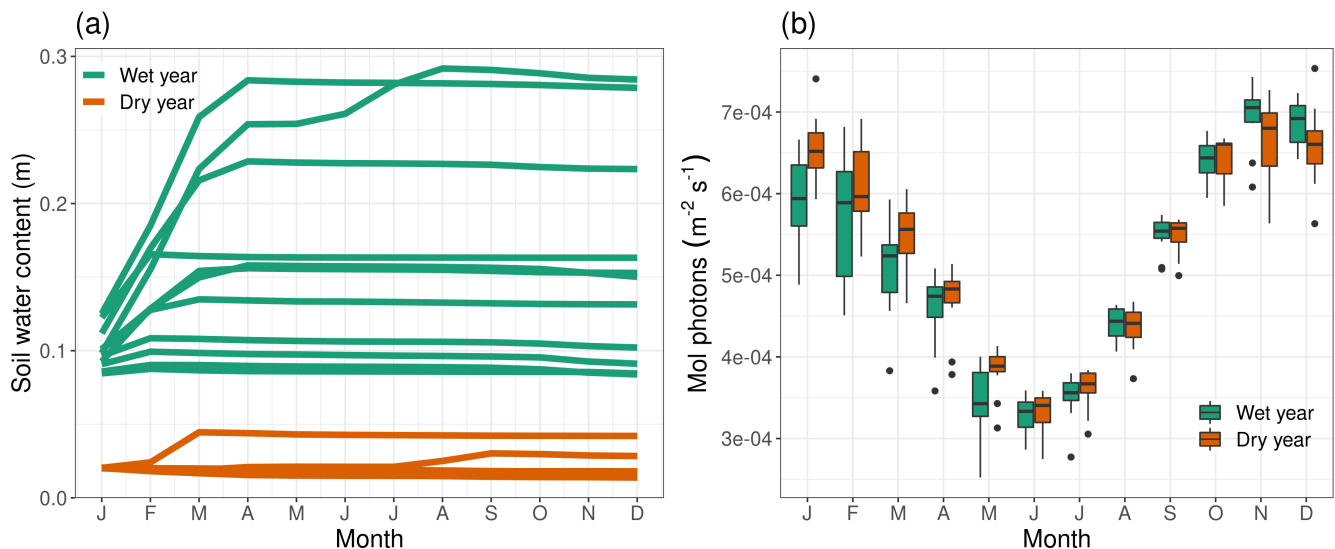 (a)
Soil water content (m)
0.3
0.2
0.1
0.0
Wet year
Dry year
J F M A M J J A S O N D
Month
(b)
Mol photons (m⁻² s⁻¹)
7e-04
6e-04
5e-04
4e-04
3e-04
Wet year
Dry year
J F M A M J J A S O N D
Month